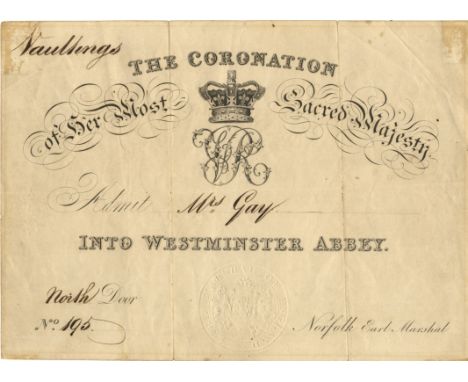 Vaultings
THE CORONATION
of Her Most Sacred Majesty
VR
Admit Mrs Gay
INTO WESTMINSTER ABBEY.
North Door
No 195
Norfolk Earl Marshal